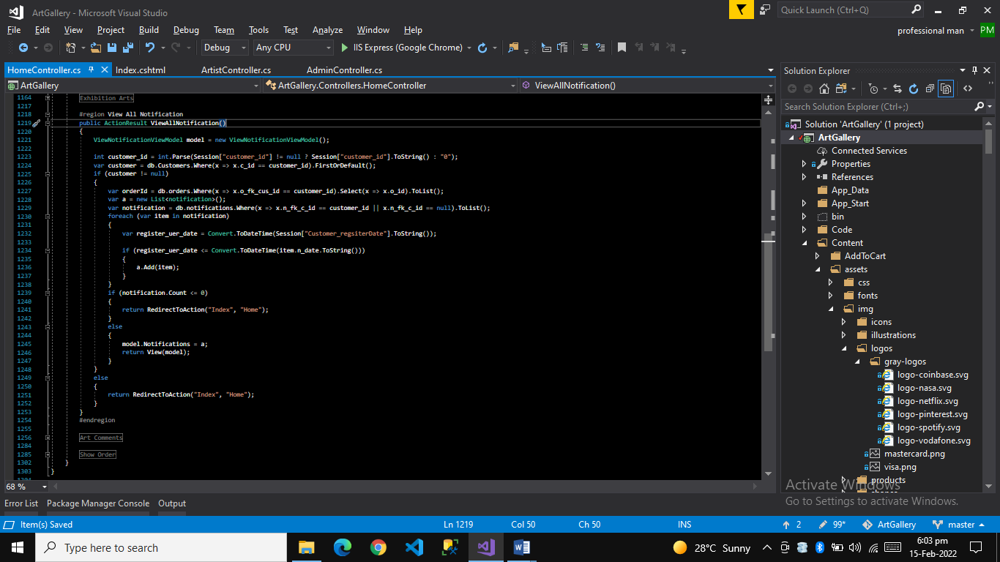 ArtGallery - Microsoft Visual Studio
Quick Launch (Ctrl+Q)
File Edit View Project Build Debug Team Tools Test Analyze Window Help
professional man PM
Debug Any CPU IIS Express (Google Chrome)
HomeController.cs Index.cshtml ArtistController.cs AdminController.cs
ArtGallery ArtGallery.Controllers.HomeController ViewAllNotification()
1164 Exhibition Arts
1217
1218 #region View All Notification
1219 public ActionResult ViewAllNotification()
1220 {
1221 ViewNotificationViewModel model = new ViewNotificationViewModel();
1222
1223 int customer_id = int.Parse(Session["customer_id"] != null ? Session["customer_id"].ToString() : "0");
1224 var customer = db.Customers.Where(x => x.c_id == customer_id).FirstOrDefault();
1225 if (customer != null)
1226 {
1227 var orderId = db.orders.Where(x => x.o_fk_cus_id == customer_id).Select(x => x.o_id).ToList();
1228 var a = new List<notification>();
1229 var notification = db.notifications.Where(x => x.n_fk_c_id == customer_id || x.n_fk_c_id == null).ToList();
1230 foreach (var item in notification)
1231 {
1232 var register_uer_date = Convert.ToDateTime(Session["Customer_regsiterDate"].ToString());
1233
1234 if (register_uer_date <= Convert.ToDateTime(item.n_date.ToString()))
1235 {
1236 a.Add(item);
1237 }
1238 }
1239 if (notification.Count <= 0)
1240 {
1241 return RedirectToAction("Index", "Home");
1242 }
1243 else
1244 {
1245 model.Notifications = a;
1246 return View(model);
1247 }
1248 }
1249 else
1250 {
1251 return RedirectToAction("Index", "Home");
1252 }
1253 }
1254 #endregion
1255
1256 Art Comments
1284
1285 Show Order
1302 }
1303 }
68 %
Solution Explorer
Search Solution Explorer (Ctrl+;)
Solution 'ArtGallery' (1 project)
ArtGallery
Connected Services
Properties
References
App_Data
App_Start
bin
Code
Content
AddToCart
assets
css
fonts
img
icons
illustrations
logos
gray-logos
logo-coinbase.svg
logo-nasa.svg
logo-netflix.svg
logo-pinterest.svg
logo-spotify.svg
logo-vodafone.svg
mastercard.png
visa.png
products
Activate Windows
Go to Settings to activate Windows.
Error List Package Manager Console Output
Item(s) Saved Ln 1219 Col 50 Ch 50 INS 2 99* ArtGallery master
Type here to search
28°C Sunny
6:03 pm
15-Feb-2022